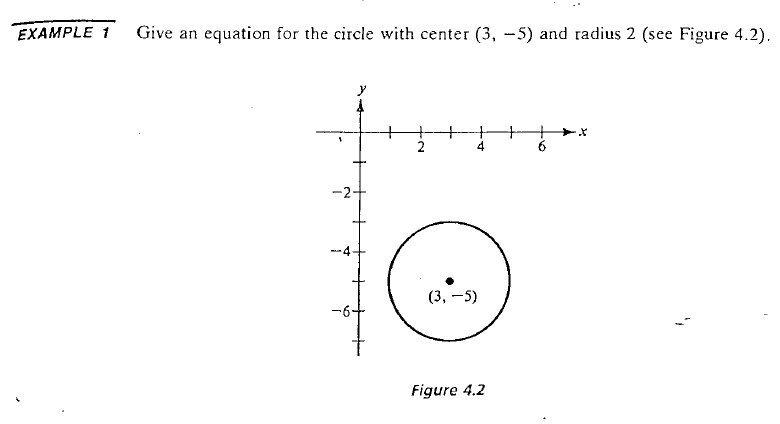 EXAMPLE 1 Give an equation for the circle with center (3, −5) and radius 2 (see Figure 4.2).
y
x
2 4 6
−2
−4
(3, −5)
−6
Figure 4.2